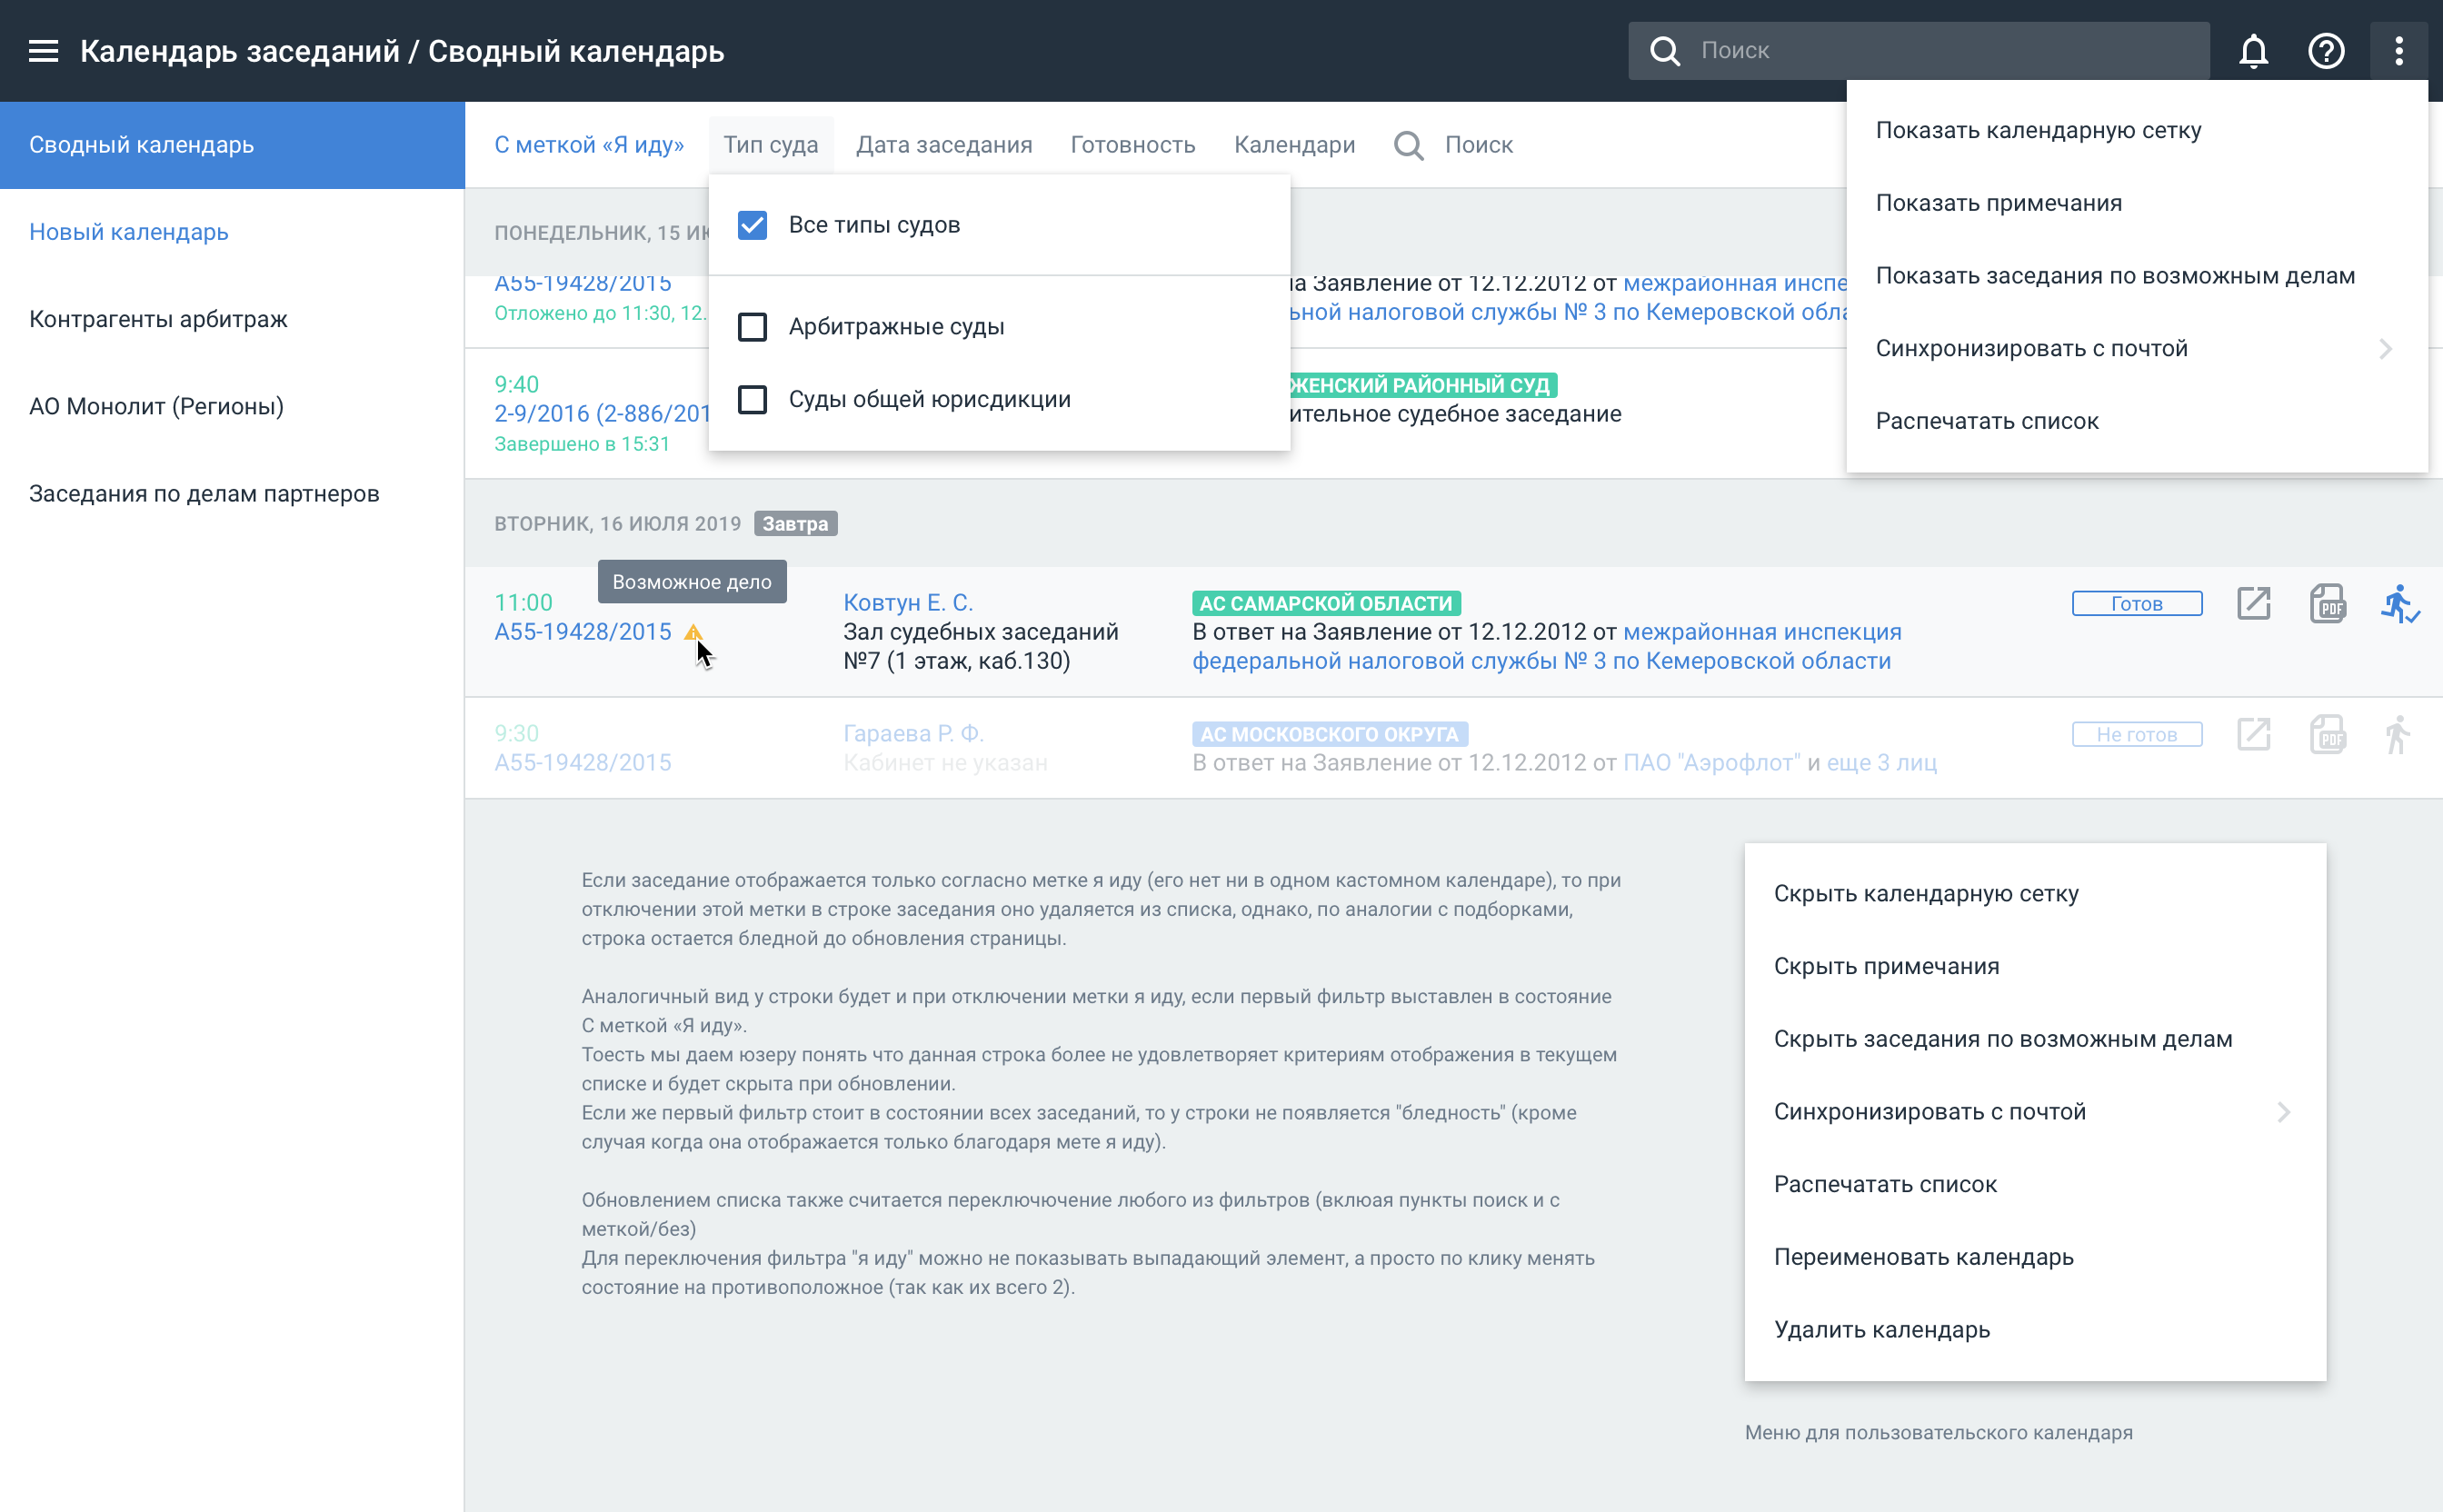 Календарь заседаний / Сводный календарь
Поиск
Сводный календарь
Новый календарь
Контрагенты арбитраж
АО Монолит (Регионы)
Заседания по делам партнеров
С меткой «Я иду»
Тип суда
Дата заседания
Готовность
Календари
Поиск
Все типы судов
Арбитражные суды
Суды общей юрисдикции
Показать календарную сетку
Показать примечания
Показать заседания по возможным делам
Синхронизировать с почтой
Распечатать список
ПОНЕДЕЛЬНИК, 15
А55-19428/2015
Заявление от 12.12.2012 от межрайонная
Отложено до 11:30, 12.
налоговой службы № 3 по Кемеровской
9:40
РАЙОННЫЙ СУД
2-9/2016 (2-886/201
судебное заседание
Завершено в 15:31
ВТОРНИК, 16 ИЮЛЯ 2019
Завтра
Возможное дело
11:00
А55-19428/2015
Ковтун Е. С.
Зал судебных заседаний
№7 (1 этаж, каб.130)
АС САМАРСКОЙ ОБЛАСТИ
В ответ на Заявление от 12.12.2012 от межрайонная инспекция
федеральной налоговой службы № 3 по Кемеровской области
Готов
PDF
9:30
А55-19428/2015
Гараева Р. Ф.
Кабинет не указан
АС МОСКОВСКОГО ОКРУГА
В ответ на Заявление от 12.12.2012 от ПАО "Аэрофлот" и еще 3 лиц
Не готов
PDF
Если заседание отображается только согласно метке я иду (его нет ни в одном кастомном календаре), то при
отключении этой метки в строке заседания оно удаляется из списка, однако, по аналогии с подборками,
строка остается бледной до обновления страницы.
Аналогичный вид у строки будет и при отключении метки я иду, если первый фильтр выставлен в состояние
С меткой «Я иду».
Тоесть мы даем юзеру понять что данная строка более не удовлетворяет критериям отображения в текущем
списке и будет скрыта при обновлении.
Если же первый фильтр стоит в состоянии всех заседаний, то у строки не появляется "бледность" (кроме
случая когда она отображается только благодаря мете я иду).
Обновлением списка также считается переключючение любого из фильтров (вклюая пункты поиск и с
меткой/без)
Для переключения фильтра "я иду" можно не показывать выпадающий элемент, а просто по клику менять
состояние на противоположное (так как их всего 2).
Скрыть календарную сетку
Скрыть примечания
Скрыть заседания по возможным делам
Синхронизировать с почтой
Распечатать список
Переименовать календарь
Удалить календарь
Меню для пользовательского календаря